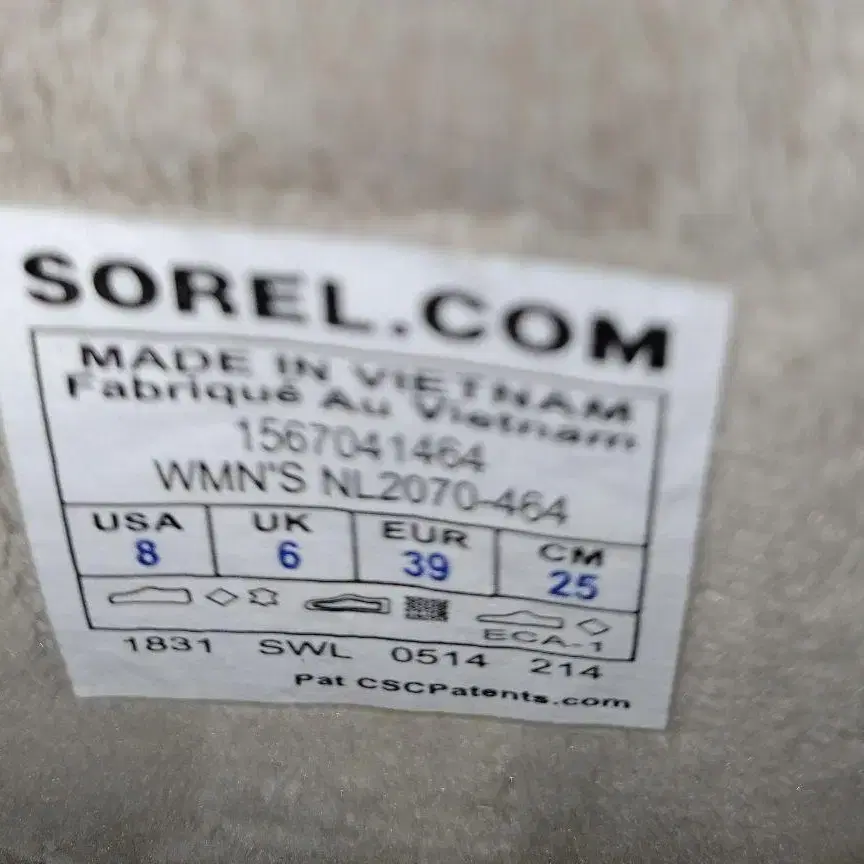 SOREL.COM
MADE IN VIETNAM
Fabriqué Au Vietnam
1567041464
WMN'S NL2070-464
USA UK EUR CM
8 6 39 25
ECA-1
1831 SWL 0514 214
Pat CSCPatents.com